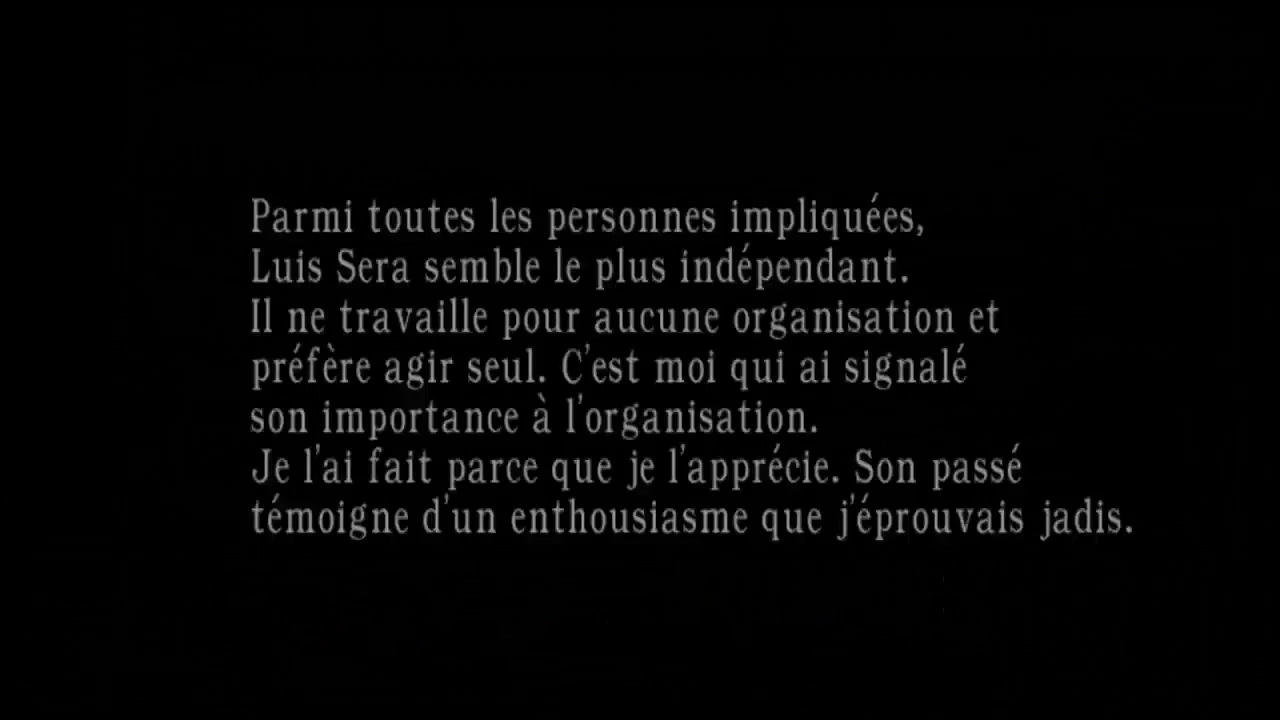 Parmi toutes les personnes impliquées,
Luis Sera semble le plus indépendant.
Il ne travaille pour aucune organisation et
préfère agir seul. C'est moi qui ai signalé
son importance à l'organisation.
Je l'ai fait parce que je l'apprécie. Son passé
témoigne d'un enthousiasme que j'éprouvais jadis.